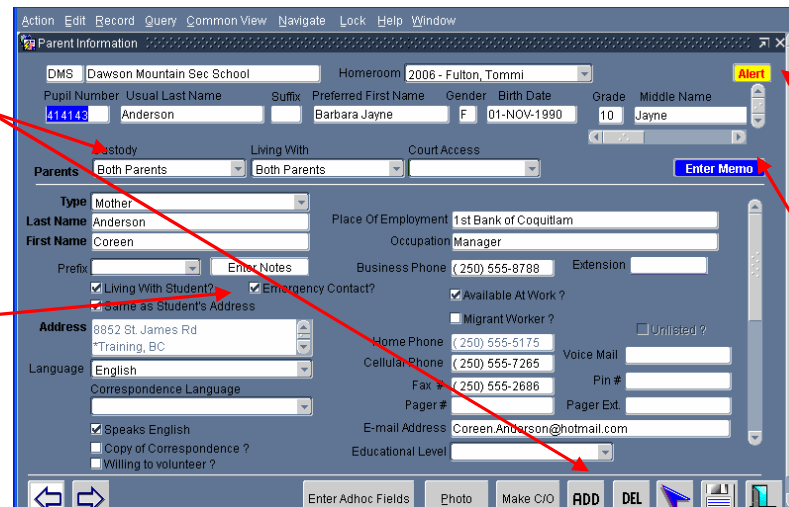 Action Edit Record Query Common View Navigate Lock Help Window
Parent Information
DMS Dawson Mountain Sec School Homeroom 2006 - Fulton, Tommi Alert
Pupil Number Usual Last Name Suffix Preferred First Name Gender Birth Date Grade Middle Name
414143 Anderson Barbara Jayne F 01-NOV-1990 10 Jayne
Custody Living With Court Access
Parents Both Parents Both Parents Enter Memo
Type Mother
Last Name Anderson Place Of Employment 1st Bank of Coquitlam
First Name Coreen Occupation Manager
Prefix Enter Notes Business Phone (250) 555-8788 Extension
Living With Student? Emergency Contact? Available At Work ?
Same as Student's Address Migrant Worker ? Unlisted ?
Address 8852 St. James Rd Home Phone (250) 555-5175
*Training, BC Voice Mail
Language English Cellular Phone (250) 555-7265
Correspondence Language Fax # (250) 555-2686 Pin #
Pager # Pager Ext.
Speaks English E-mail Address Coreen.Anderson@hotmail.com
Copy of Correspondence ? Educational Level
Willing to volunteer ?
Enter Adhoc Fields Photo Make C/O ADD DEL